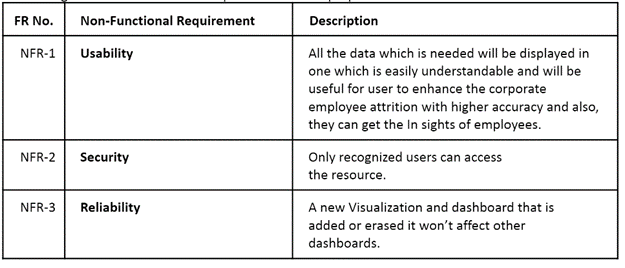 FR No. Non-Functional Requirement Description
NFR-1 Usability All the data which is needed will be displayed in
one which is easily understandable and will be
useful for user to enhance the corporate
employee attrition with higher accuracy and also,
they can get the In sights of employees.
NFR-2 Security Only recognized users can access
the resource.
NFR-3 Reliability A new Visualization and dashboard that is
added or erased it won’t affect other
dashboards.